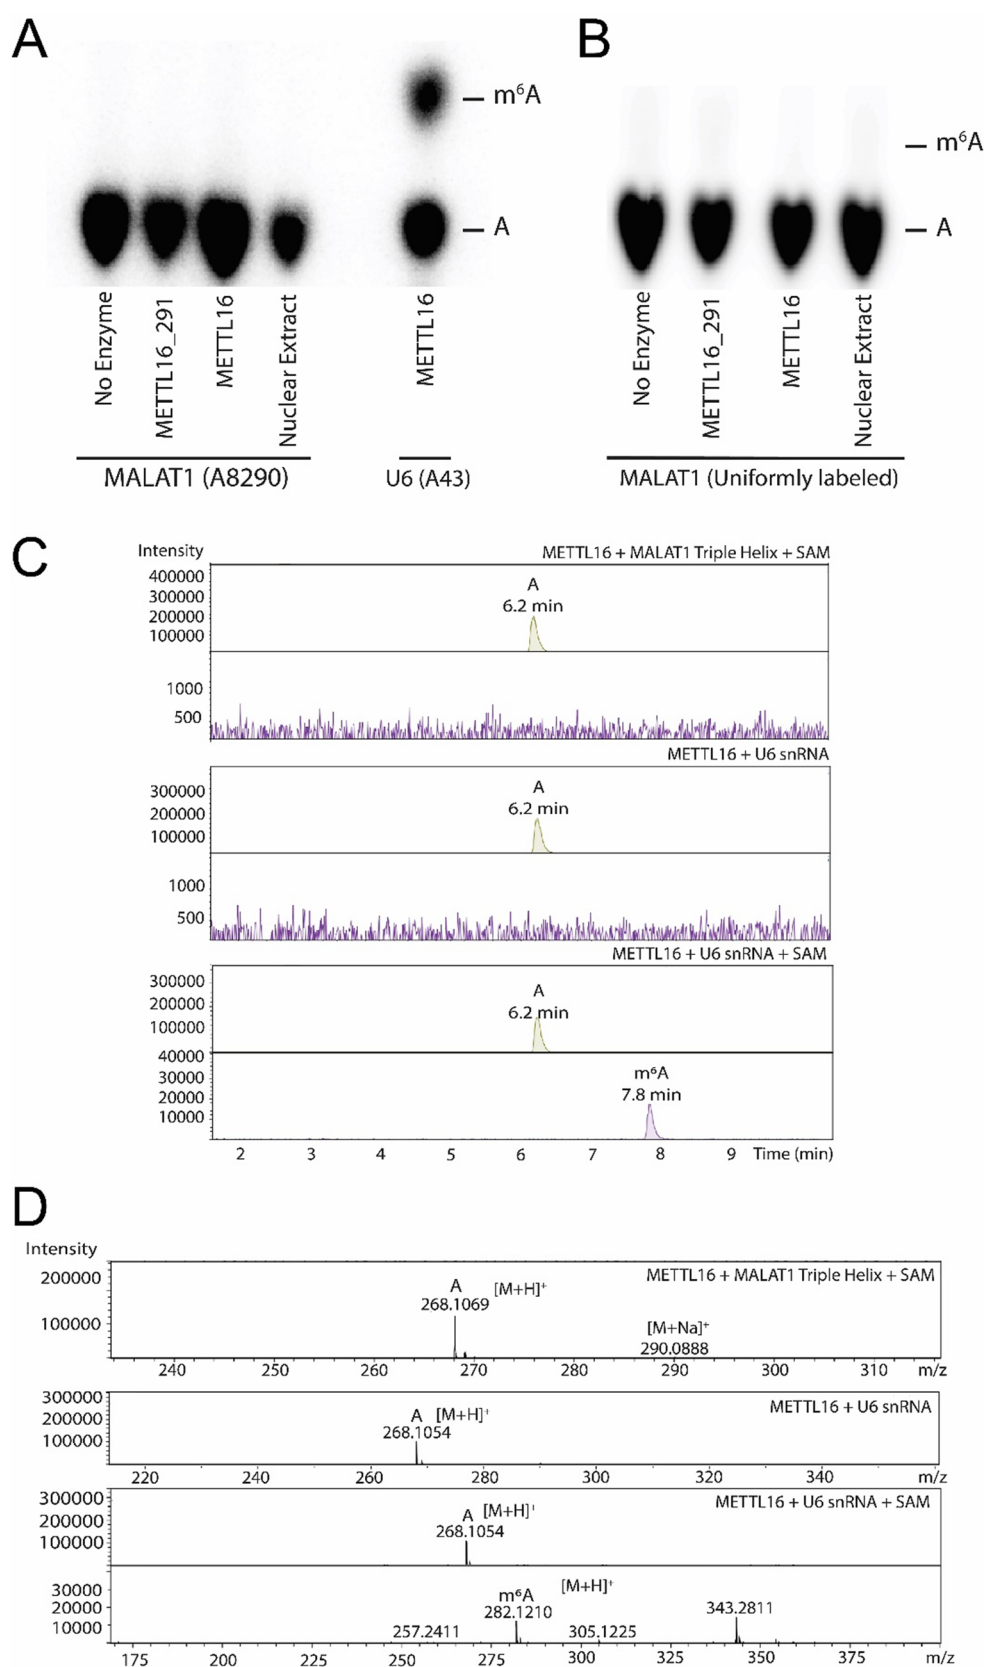 A
B
m⁶A
A
m⁶A
A
No Enzyme
METTL16_291
METTL16
Nuclear Extract
METTL16
No Enzyme
METTL16_291
METTL16
Nuclear Extract
MALAT1 (A8290)
U6 (A43)
MALAT1 (Uniformly labeled)
C
Intensity
METTL16 + MALAT1 Triple Helix + SAM
400000
300000
200000
100000
A
6.2 min
1000
500
METTL16 + U6 snRNA
300000
200000
100000
A
6.2 min
1000
500
METTL16 + U6 snRNA + SAM
300000
200000
100000
A
6.2 min
40000
30000
20000
10000
m⁶A
7.8 min
2 3 4 5 6 7 8 9 Time (min)
D
Intensity
METTL16 + MALAT1 Triple Helix + SAM
200000
100000
A [M+H]⁺
268.1069
[M+Na]⁺
290.0888
240 250 260 270 280 290 300 310 m/z
METTL16 + U6 snRNA
300000
200000
100000
A [M+H]⁺
268.1054
220 240 260 280 300 320 340 m/z
METTL16 + U6 snRNA + SAM
300000
200000
100000
A [M+H]⁺
268.1054
30000
20000
10000
m⁶A [M+H]⁺
282.1210
257.2411
305.1225
343.2811
175 200 225 250 275 300 325 350 375 m/z